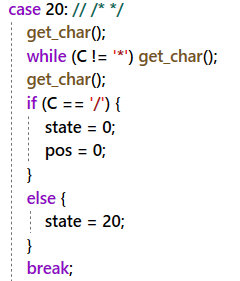 case 20: // /* */
get_char();
while (C != '*') get_char();
get_char();
if (C == '/') {
state = 0;
pos = 0;
}
else {
state = 20;
}
break;